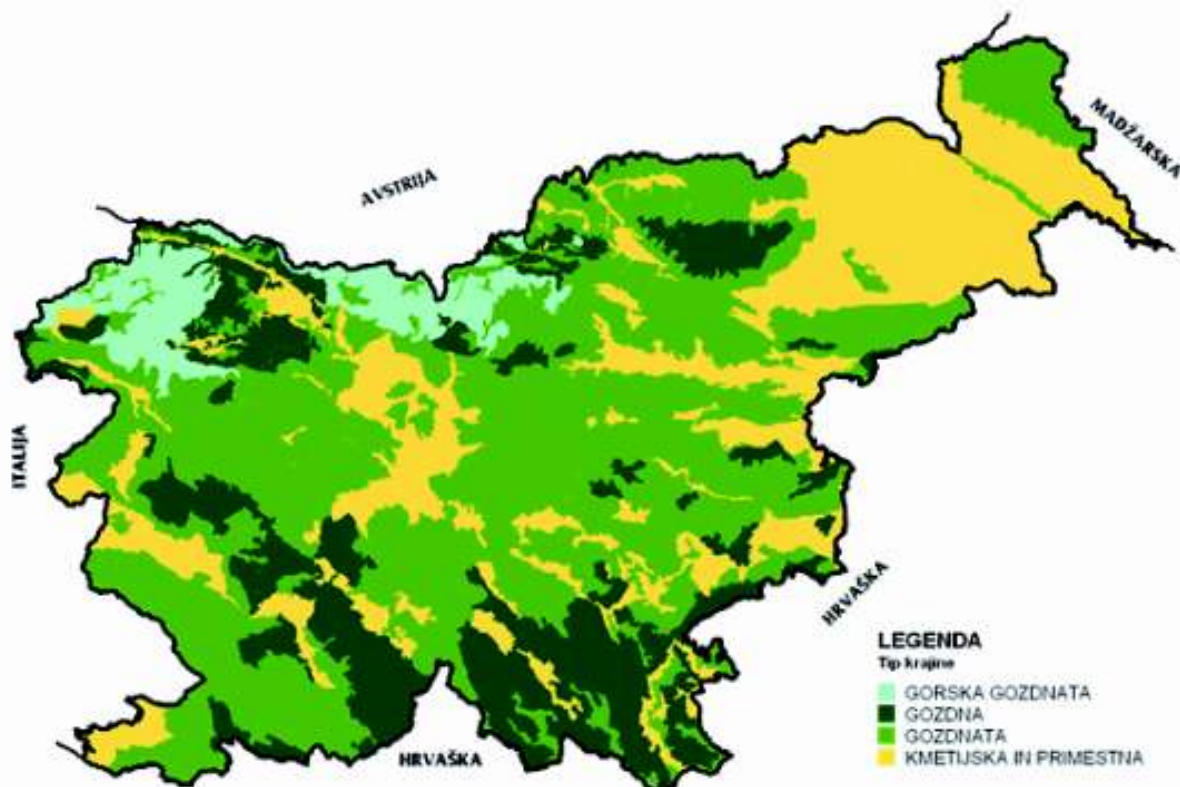 MADŽARSKA
AVSTRIJA
ITALIJA
HRVAŠKA
HRVAŠKA
LEGENDA
Tip krajine
GORSKA GOZDNATA
GOZDNA
GOZDNATA
KMETIJSKA IN PRIMESTNA